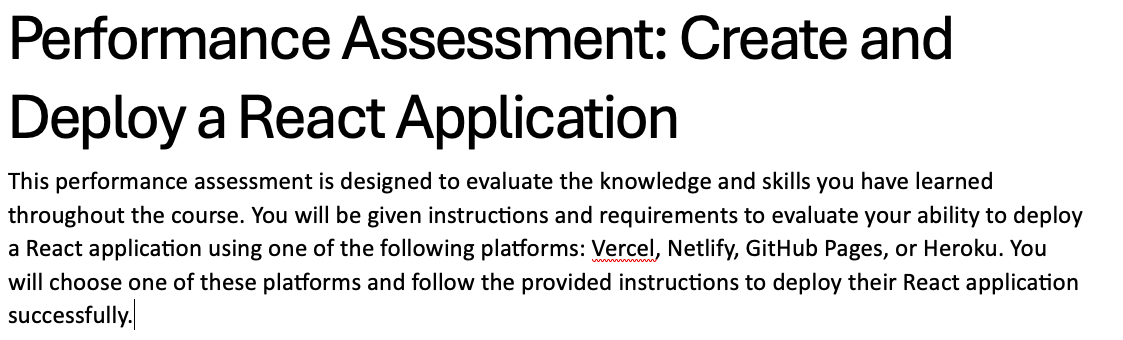 Performance Assessment: Create and
Deploy a React Application
This performance assessment is designed to evaluate the knowledge and skills you have learned
throughout the course. You will be given instructions and requirements to evaluate your ability to deploy
a React application using one of the following platforms: Vercel, Netlify, GitHub Pages, or Heroku. You
will choose one of these platforms and follow the provided instructions to deploy their React application
successfully.